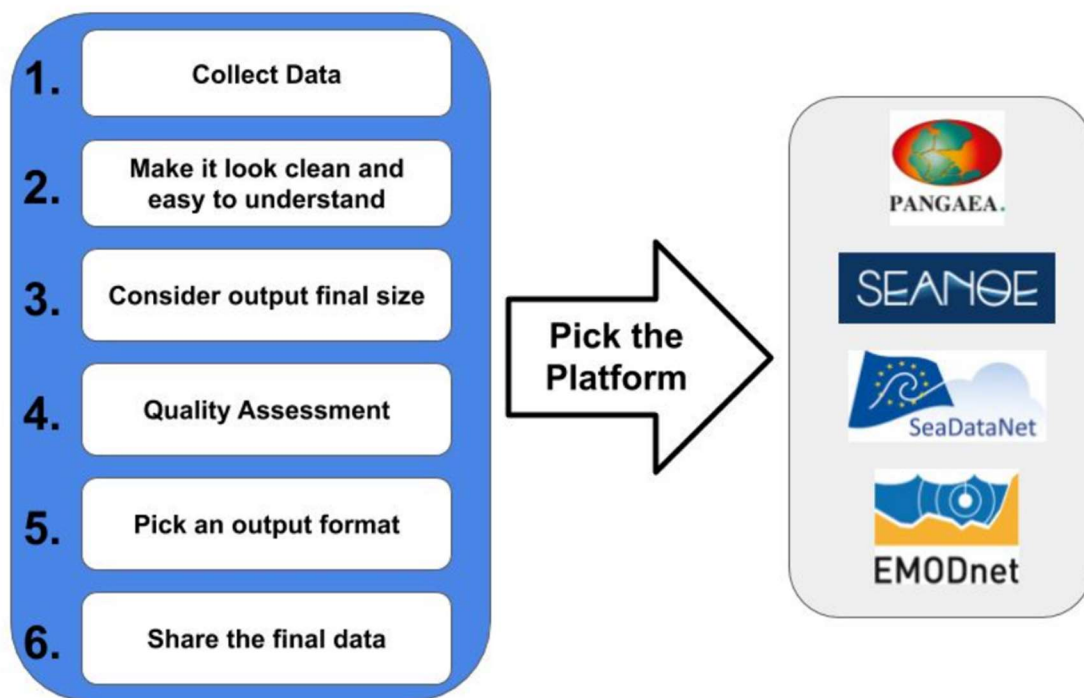 1.
Collect Data
2.
Make it look clean and
easy to understand
3.
Consider output final size
4.
Quality Assessment
5.
Pick an output format
6.
Share the final data
Pick the
Platform
PANGAEA.
SEANOE
SeaDataNet
EMODnet